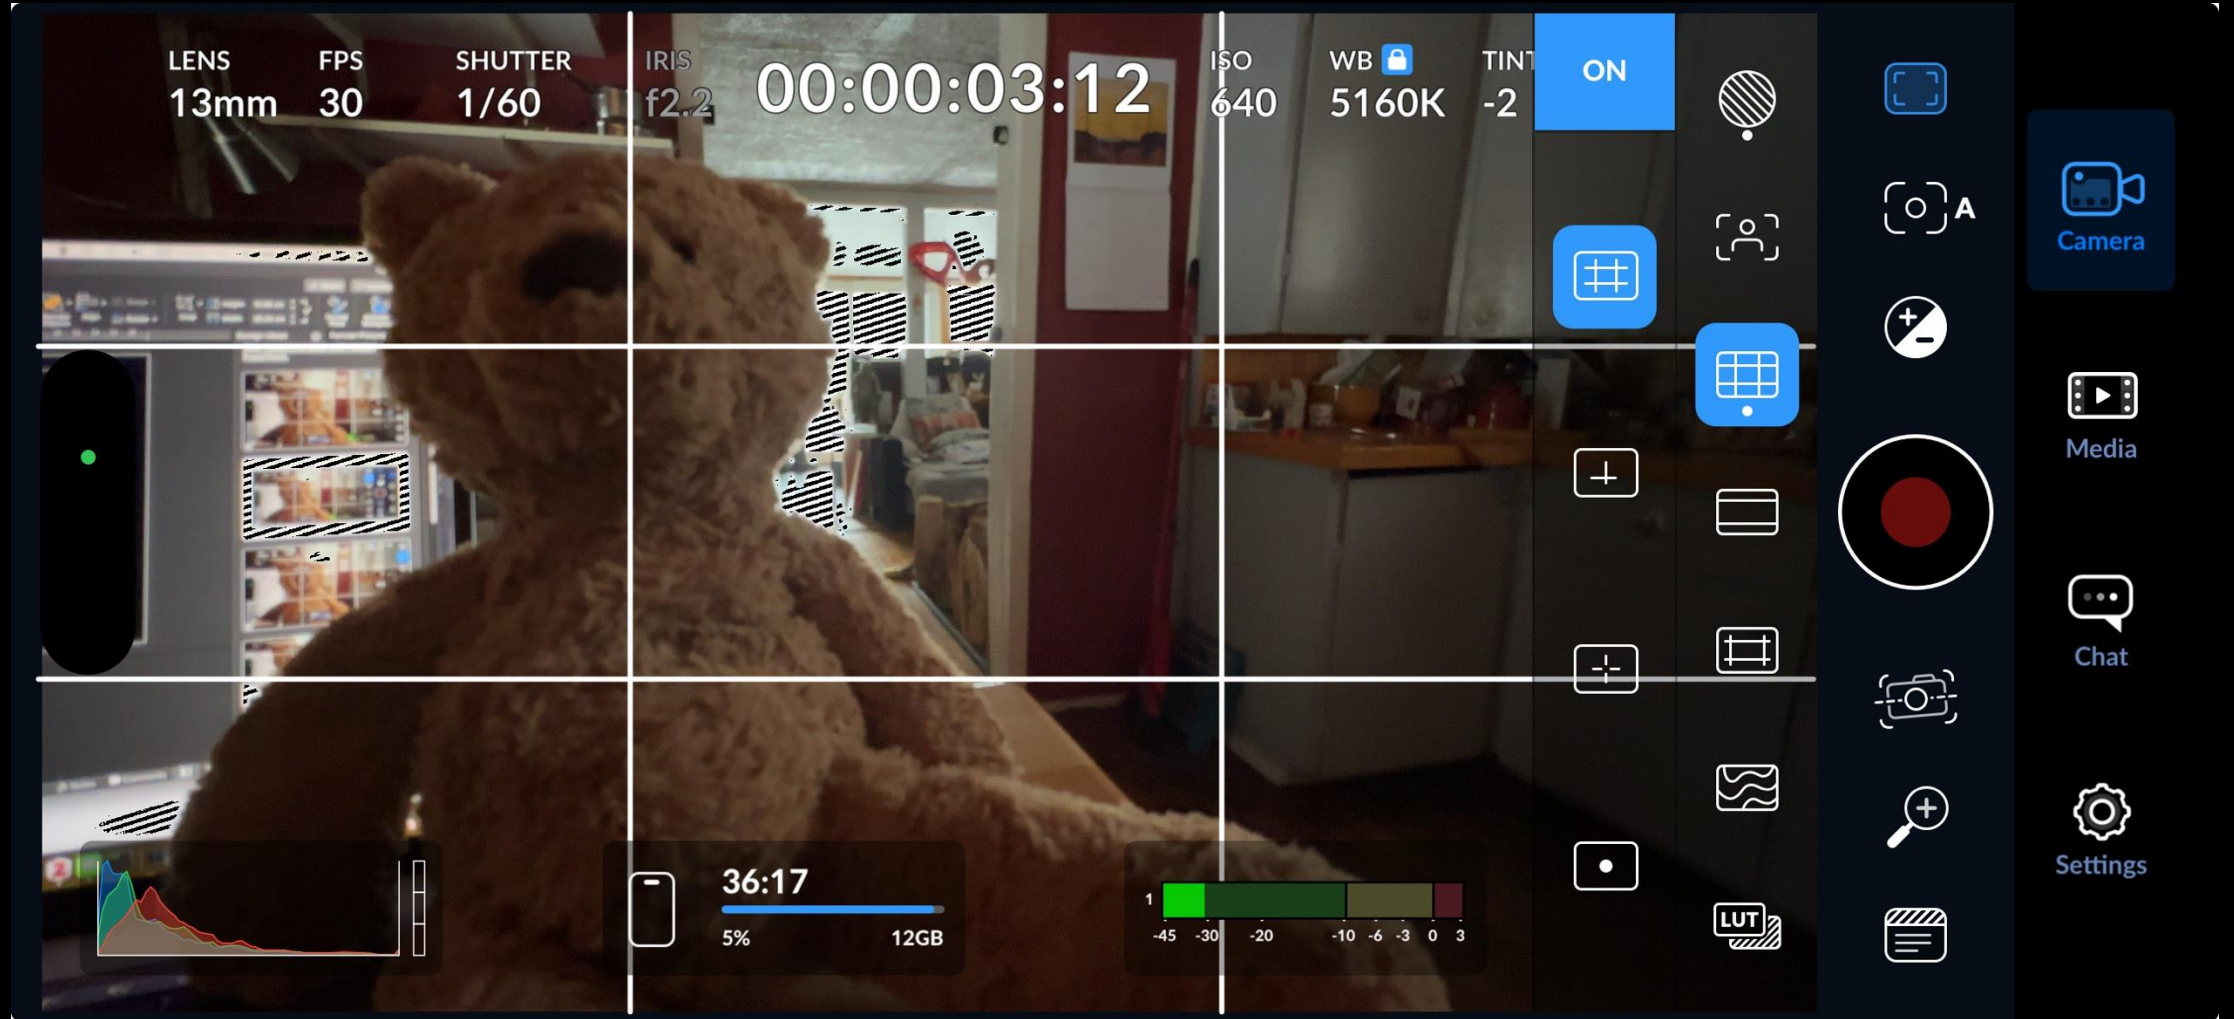 LENS FPS SHUTTER IRIS 00:00:03:12 ISO WB TINT ON
13mm 30 1/60 f2.2 640 5160K -2
A
Camera
Media
Chat
Settings
36:17
5% 12GB
1
-45 -30 -20 -10 -6 -3 0 3
LUT
2